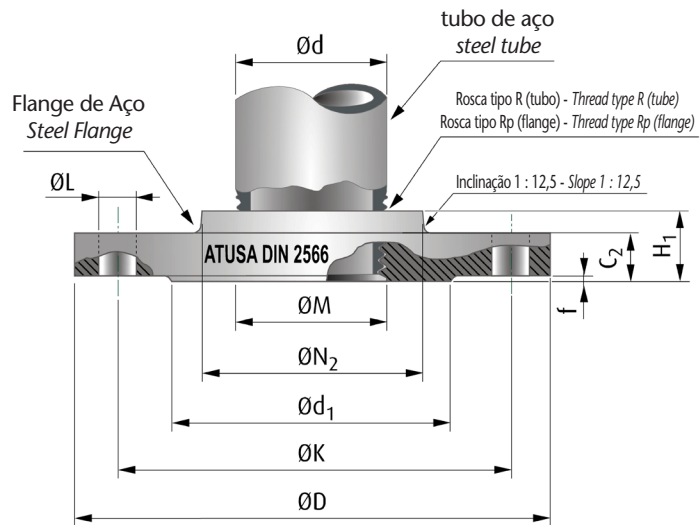 tubo de aço
steel tube
Ød
Flange de Aço
Steel Flange
Rosca tipo R (tubo) - Thread type R (tube)
Rosca tipo Rp (flange) - Thread type Rp (flange)
ØL
Inclinação 1 : 12,5 - Slope 1 : 12,5
ATUSA DIN 2566
C₂
H₁
f
ØM
ØN₂
Ød₁
ØK
ØD